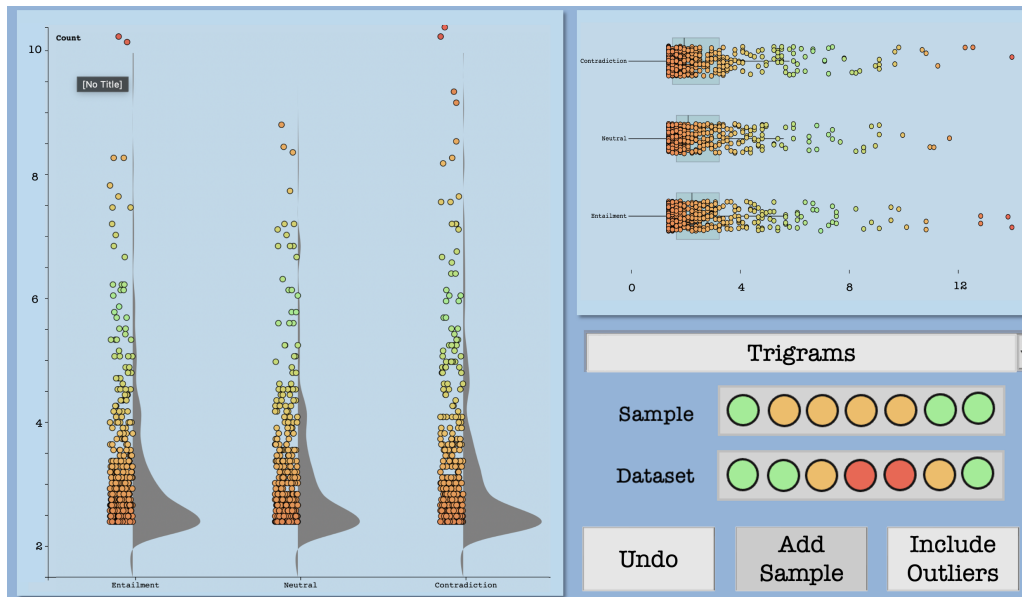 Count
10
[No Title]
8
6
4
2
Entailment
Neutral
Contradiction
Contradiction
Neutral
Entailment
0
4
8
12
Trigrams
Sample
Dataset
Undo
Add
Sample
Include
Outliers